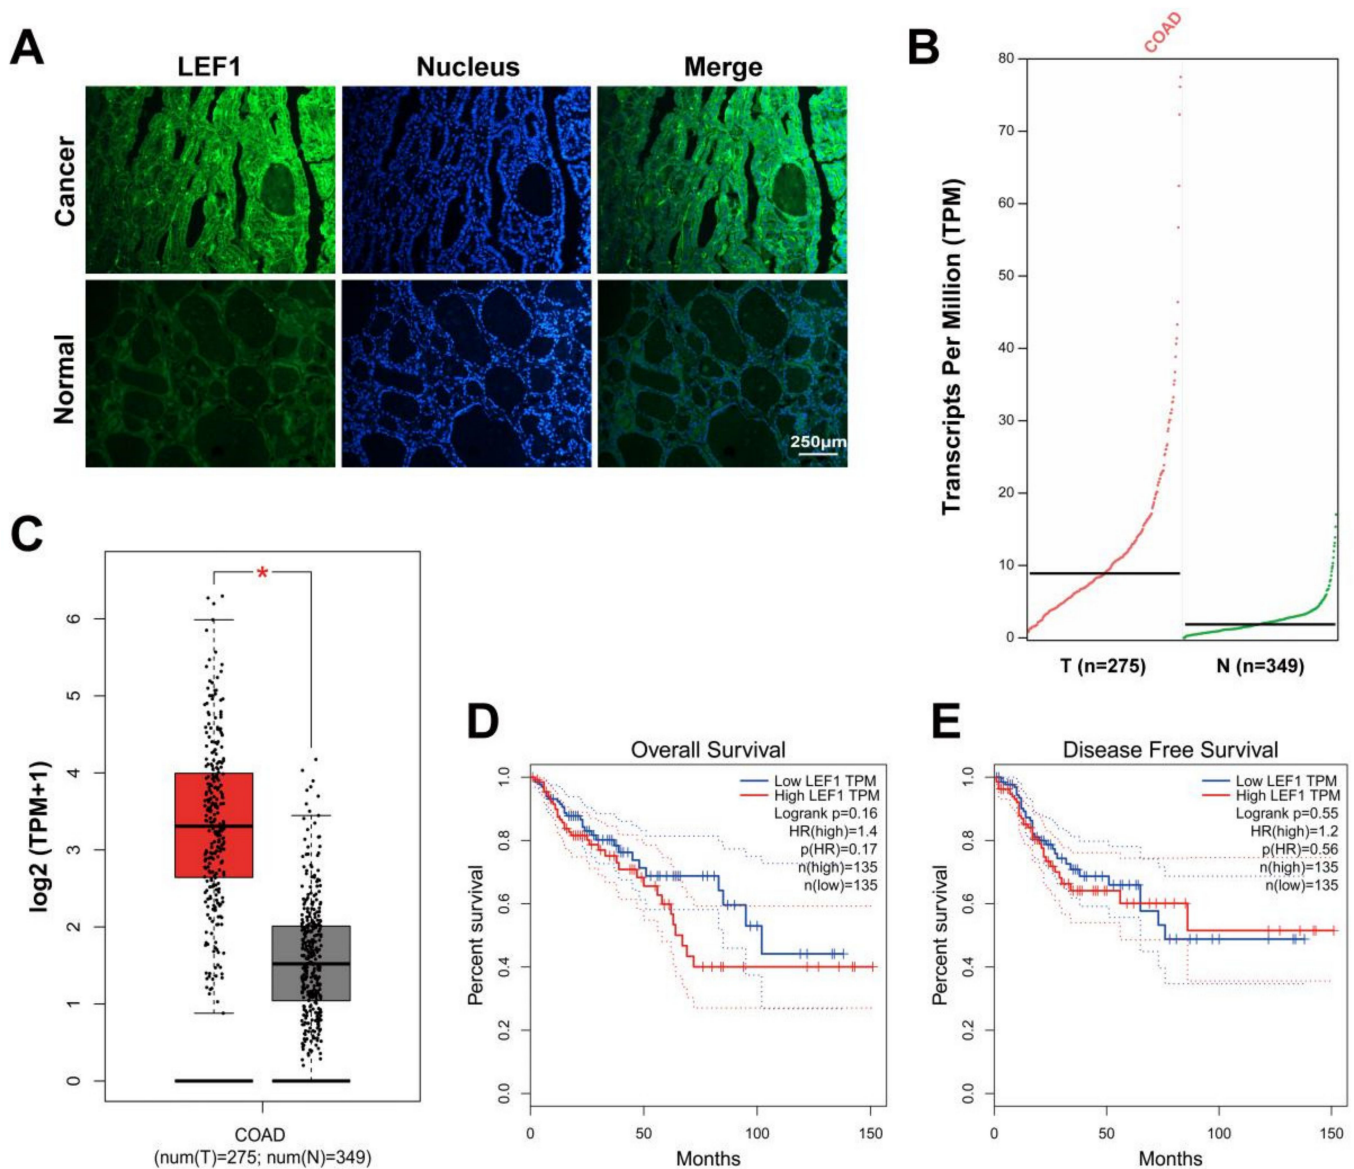 A
LEF1 Nucleus Merge
Cancer
Normal
250μm
B
COAD
Transcripts Per Million (TPM)
80
70
60
50
40
30
20
10
0
T (n=275) N (n=349)
C
*
log2 (TPM+1)
6
5
4
3
2
1
0
COAD
(num(T)=275; num(N)=349)
D
Overall Survival
Low LEF1 TPM
High LEF1 TPM
Logrank p=0.16
HR(high)=1.4
p(HR)=0.17
n(high)=135
n(low)=135
Percent survival
1.0
0.8
0.6
0.4
0.2
0.0
0 50 100 150
Months
E
Disease Free Survival
Low LEF1 TPM
High LEF1 TPM
Logrank p=0.55
HR(high)=1.2
p(HR)=0.56
n(high)=135
n(low)=135
Percent survival
1.0
0.8
0.6
0.4
0.2
0.0
0 50 100 150
Months